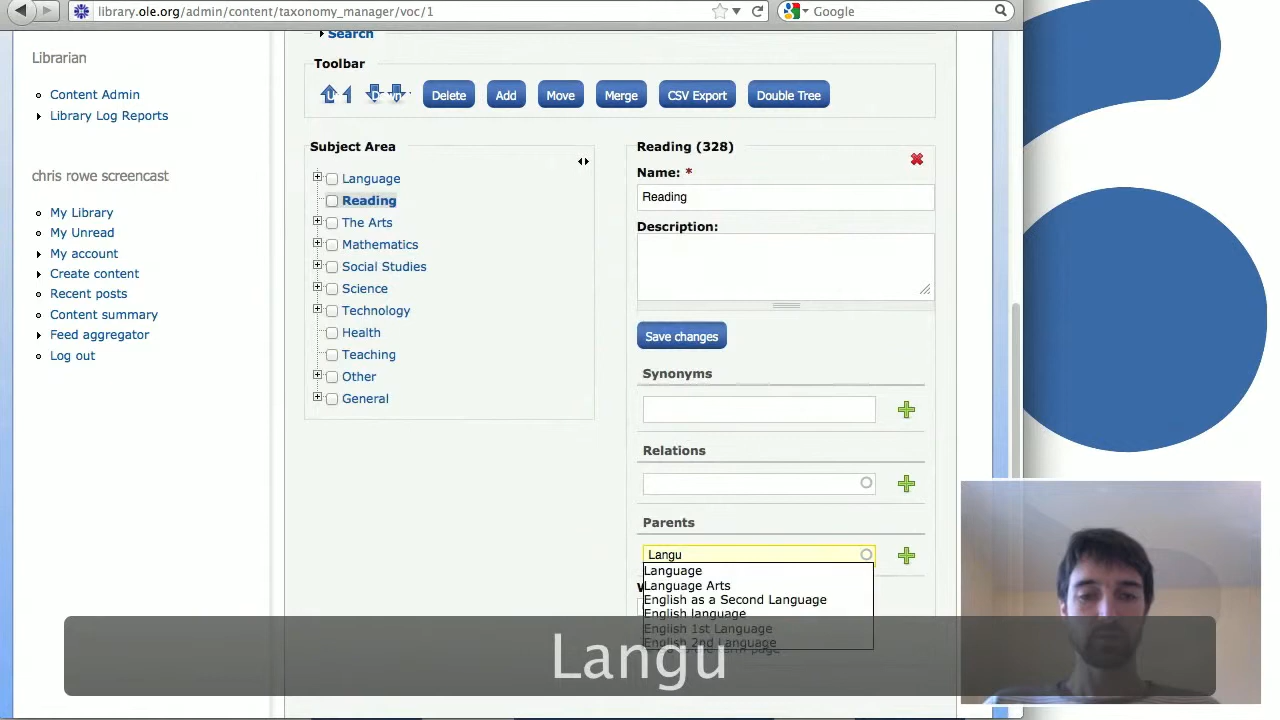 library.ole.org/admin/content/taxonomy_manager/voc/1
Google
Librarian
Content Admin
Library Log Reports
chris rowe screencast
My Library
My Unread
My account
Create content
Recent posts
Content summary
Feed aggregator
Log out
Search
Toolbar
Delete
Add
Move
Merge
CSV Export
Double Tree
Subject Area
Language
Reading
The Arts
Mathematics
Social Studies
Science
Technology
Health
Teaching
Other
General
Reading (328)
Name: *
Reading
Description:
Save changes
Synonyms
Relations
Parents
Langu
Language
Language Arts
English as a Second Language
English language
English 1st Language
English 2nd Language
Langu